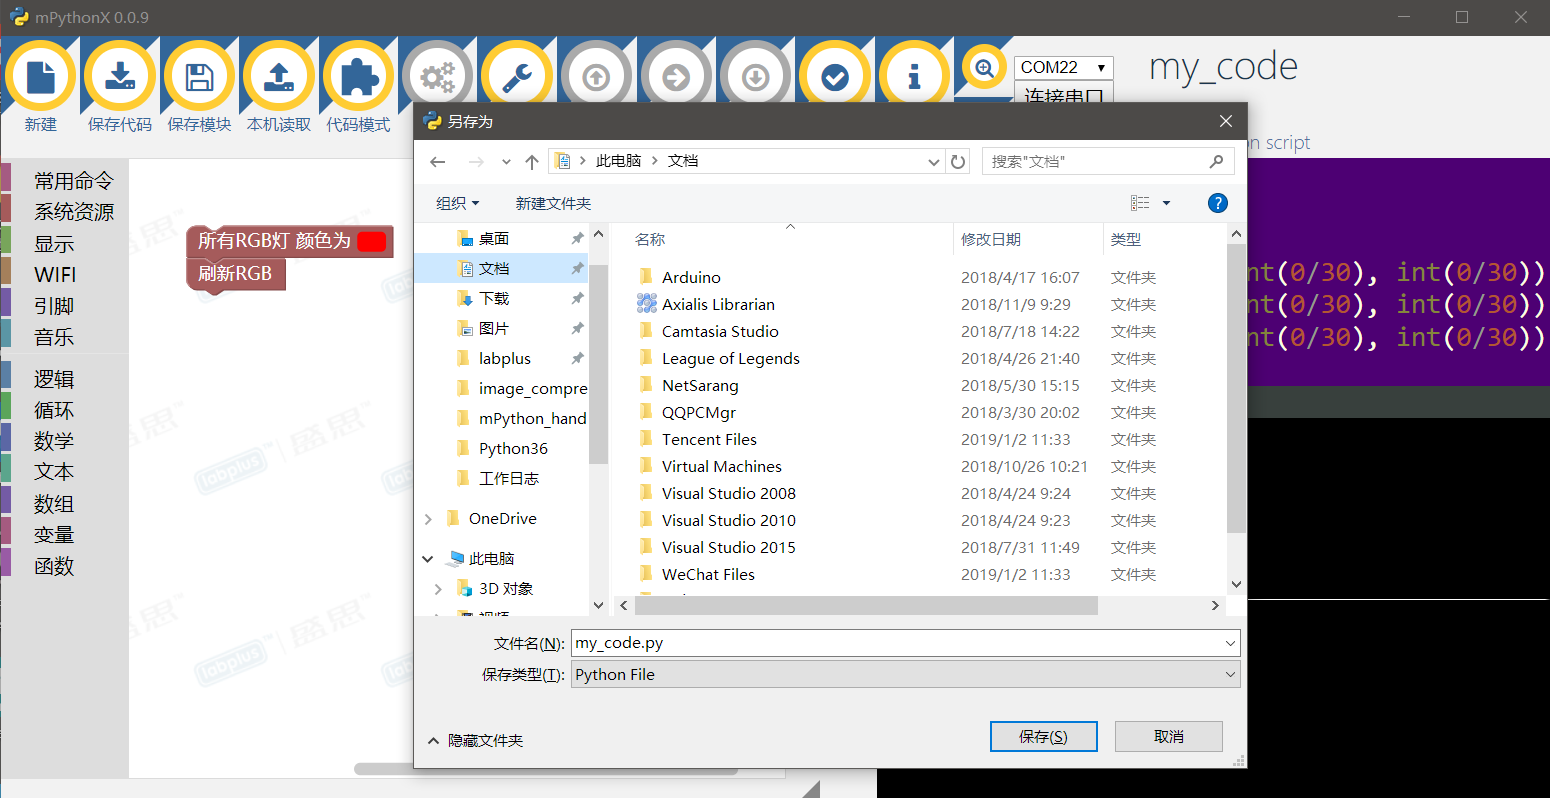 mPythonX 0.0.9
新建
保存代码
保存模块
本机读取
代码模式
COM22
连接串口
my_code
on script
常用命令
系统资源
显示
WIFI
引脚
音乐
逻辑
循环
数学
文本
数组
变量
函数
所有RGB灯 颜色为
刷新RGB
labplus™ 盛思™
int(0/30), int(0/30))
int(0/30), int(0/30))
int(0/30), int(0/30))
另存为
此电脑 > 文档
搜索"文档"
组织
新建文件夹
桌面
文档
下载
图片
labplus
image_compre
mPython_hand
Python36
工作日志
OneDrive
此电脑
3D 对象
视频
名称 修改日期 类型
Arduino 2018/4/17 16:07 文件夹
Axialis Librarian 2018/11/9 9:29 文件夹
Camtasia Studio 2018/7/18 14:22 文件夹
League of Legends 2018/4/26 21:40 文件夹
NetSarang 2018/5/30 15:15 文件夹
QQPCMgr 2018/3/30 20:02 文件夹
Tencent Files 2019/1/2 11:33 文件夹
Virtual Machines 2018/10/26 10:21 文件夹
Visual Studio 2008 2018/4/24 9:24 文件夹
Visual Studio 2010 2018/4/24 9:23 文件夹
Visual Studio 2015 2018/7/31 11:49 文件夹
WeChat Files 2019/1/2 11:33 文件夹
文件名(N): my_code.py
保存类型(T): Python File
隐藏文件夹
保存(S)
取消